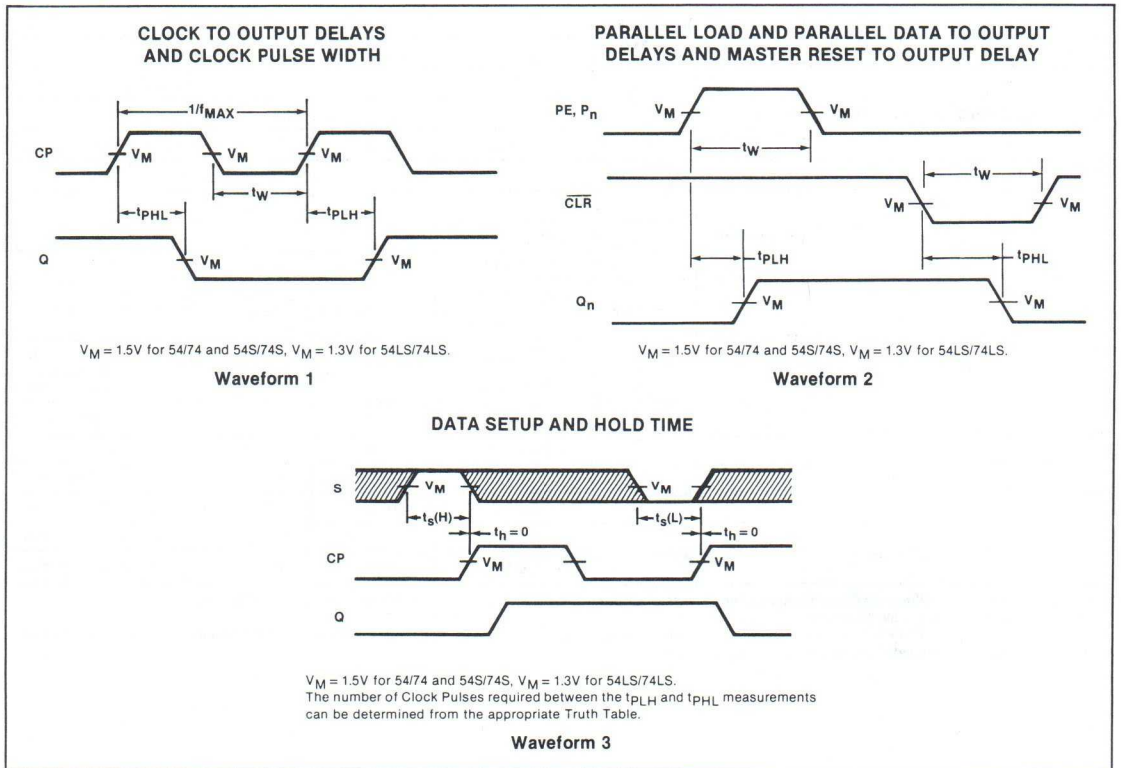 CLOCK TO OUTPUT DELAYS
AND CLOCK PULSE WIDTH
1/fMAX
CP
VM
VM
VM
tW
tPHL
tPLH
Q
VM
VM
VM = 1.5V for 54/74 and 54S/74S, VM = 1.3V for 54LS/74LS.
Waveform 1
PARALLEL LOAD AND PARALLEL DATA TO OUTPUT
DELAYS AND MASTER RESET TO OUTPUT DELAY
PE, Pn
VM
VM
tW
tW
CLR
VM
VM
tPLH
tPHL
Qn
VM
VM
VM = 1.5V for 54/74 and 54S/74S, VM = 1.3V for 54LS/74LS.
Waveform 2
DATA SETUP AND HOLD TIME
S
VM
VM
ts(H)
ts(L)
th = 0
th = 0
CP
VM
VM
Q
VM = 1.5V for 54/74 and 54S/74S, VM = 1.3V for 54LS/74LS.
The number of Clock Pulses required between the tPLH and tPHL measurements
can be determined from the appropriate Truth Table.
Waveform 3